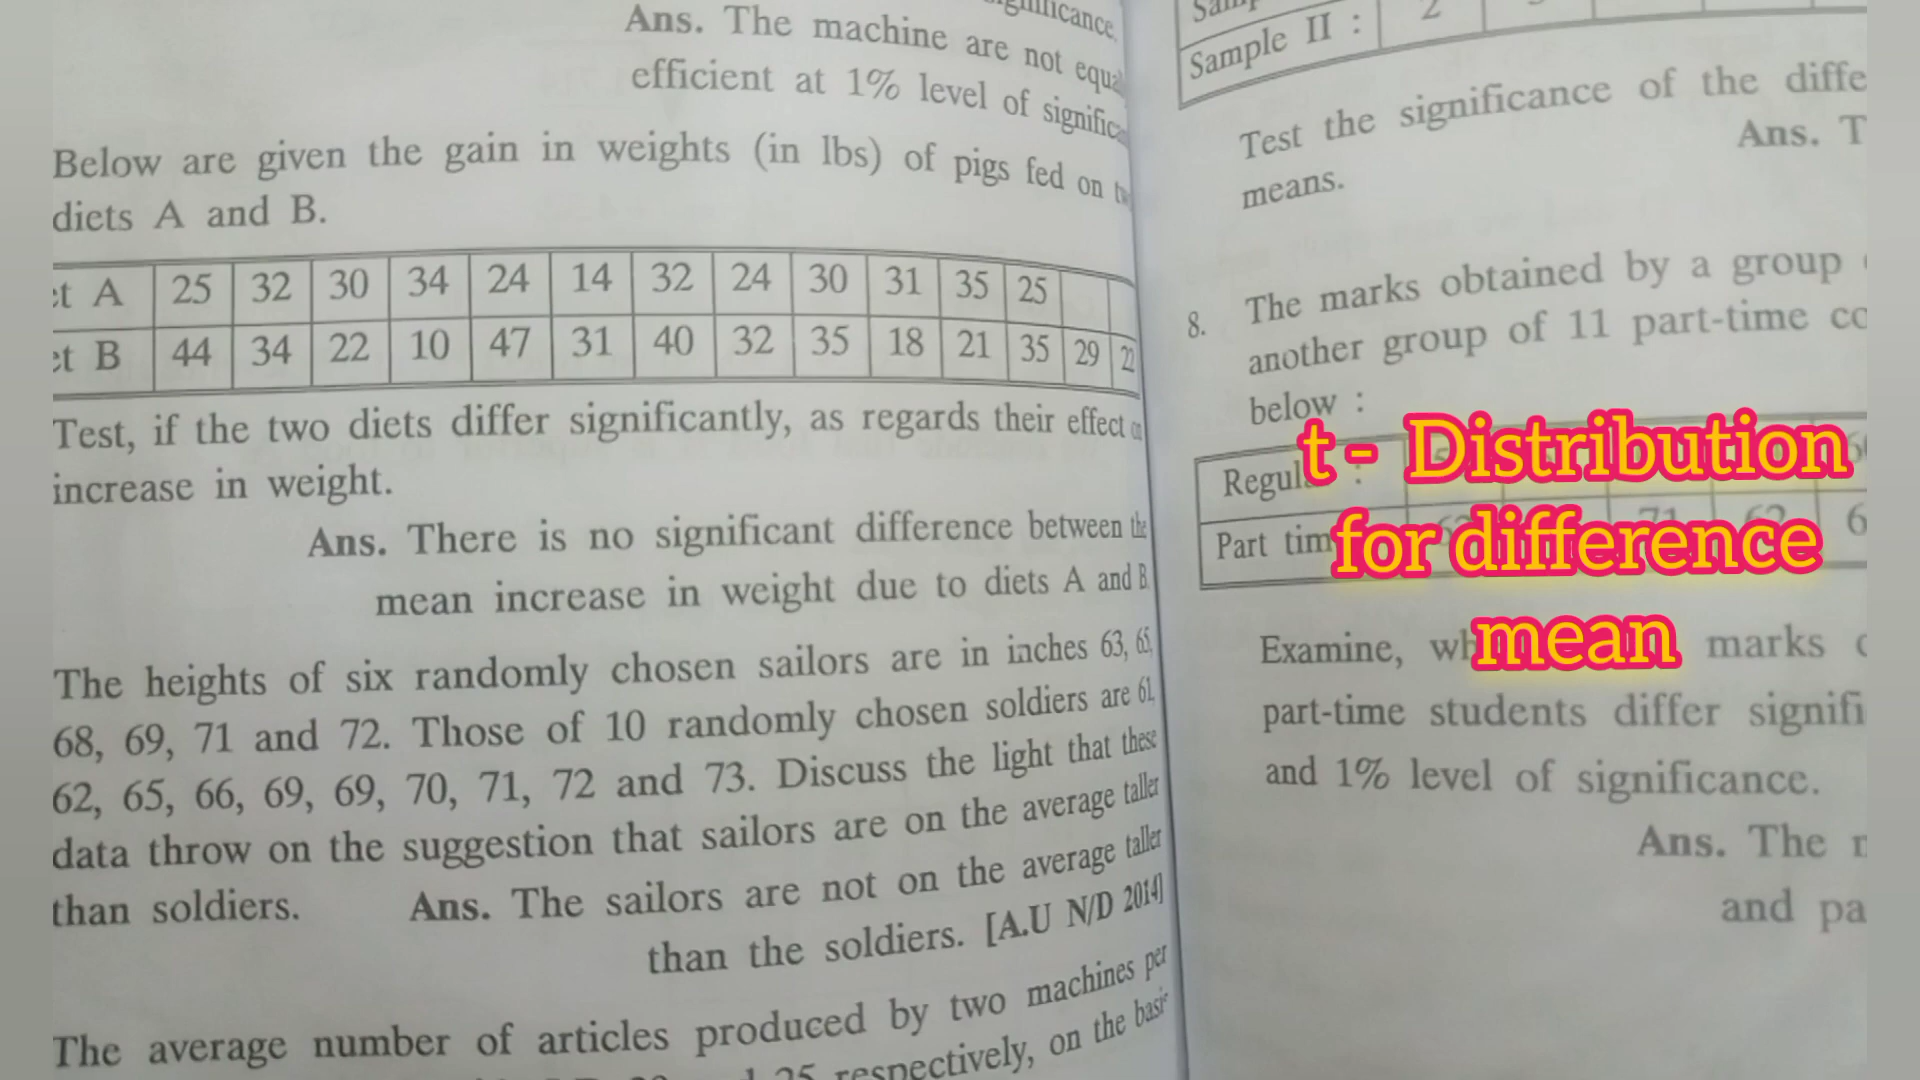 Ans. The machine are not
efficient at 1% level of
Below are given the gain in weights (in lbs) of pigs fed on
diets A and B.
A 25 32 30 34 24 14 32 24 30 31 35 25
B 44 34 22 10 47 31 40 32 35 18 21 35 29 22
Test, if the two diets differ significantly, as regards their effect on
increase in weight.
Ans. There is no significant difference between the
mean increase in weight due to diets A and B.
The heights of six randomly chosen sailors are in inches 63, 65,
68, 69, 71 and 72. Those of 10 randomly chosen soldiers are 61,
62, 65, 66, 69, 69, 70, 71, 72 and 73. Discuss the light that these
data throw on the suggestion that sailors are on the average taller
than soldiers. Ans. The sailors are not on the average taller
than the soldiers. [A.U N/D 2014]
The average number of articles produced by two machines per
25 respectively, on the basis
Sample II : 2
Test the significance of the
Ans.
means.
8. The marks obtained by a group
another group of 11 part-time
below :
t - Distribution
for difference
mean
Part
Examine, marks
part-time students differ
and 1% level of significance.
Ans. The
and